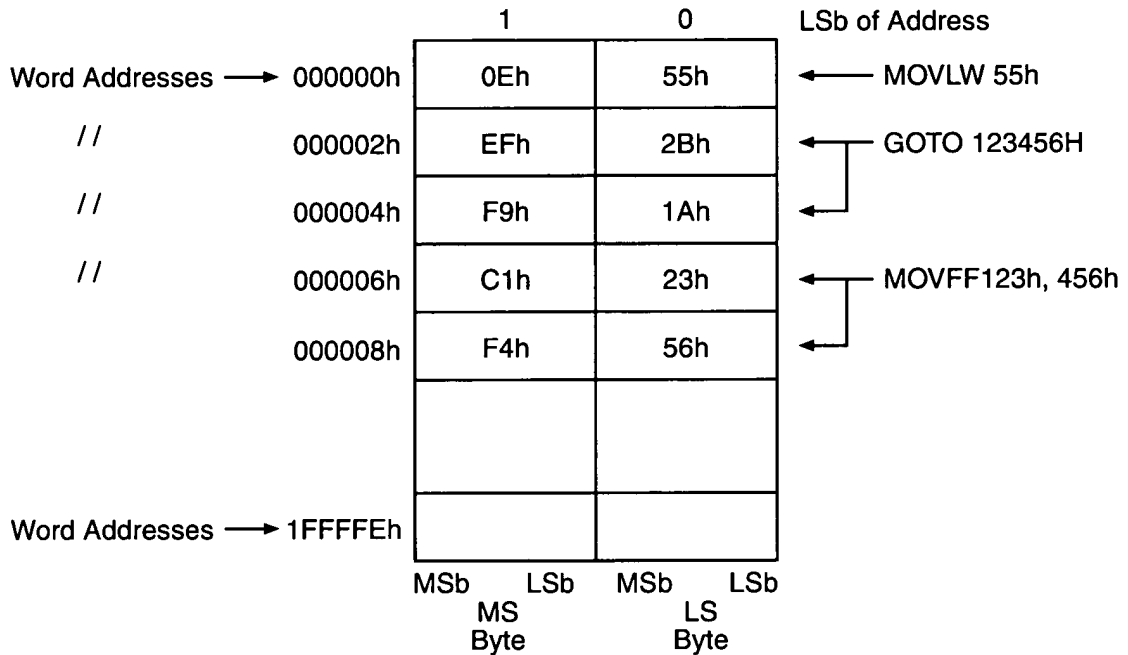 1 0 LSb of Address
Word Addresses 000000h 0Eh 55h MOVLW 55h
// 000002h EFh 2Bh GOTO 123456H
// 000004h F9h 1Ah
// 000006h C1h 23h MOVFF123h, 456h
000008h F4h 56h
Word Addresses 1FFFFEh
MSb LSb MSb LSb
MS LS
Byte Byte